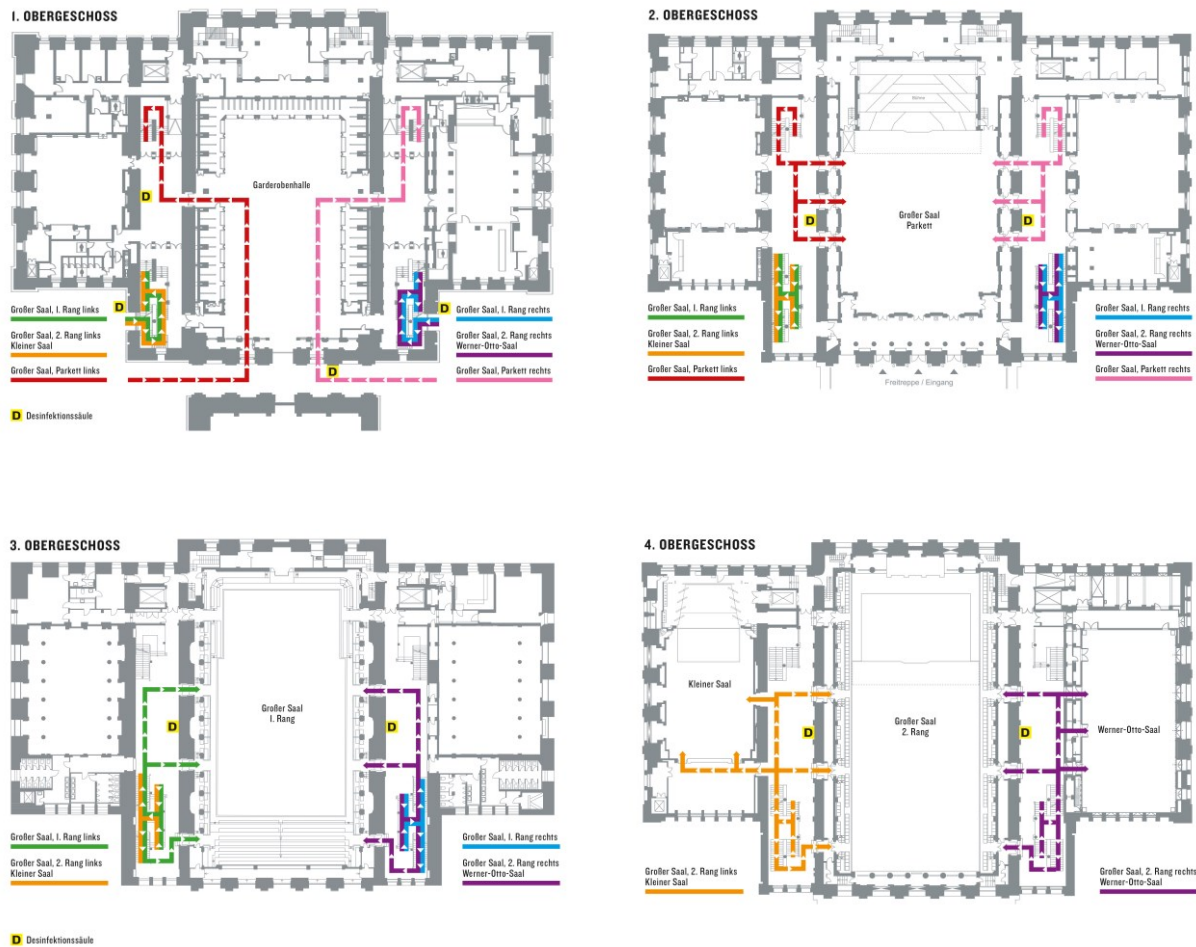 1. OBERGESCHOSS
D
Garderobenhalle
D
D
D
Großer Saal, 1. Rang links
Großer Saal, 2. Rang links
Kleiner Saal
Großer Saal, Parkett links
Großer Saal, 1. Rang rechts
Großer Saal, 2. Rang rechts
Werner-Otto-Saal
Großer Saal, Parkett rechts
D Desinfektionssäule
2. OBERGESCHOSS
Bühne
Großer Saal
Parkett
D
D
Großer Saal, 1. Rang links
Großer Saal, 2. Rang links
Kleiner Saal
Großer Saal, Parkett links
Großer Saal, 1. Rang rechts
Großer Saal, 2. Rang rechts
Werner-Otto-Saal
Großer Saal, Parkett rechts
Freitreppe / Eingang
3. OBERGESCHOSS
Großer Saal
1. Rang
D
D
Großer Saal, 1. Rang links
Großer Saal, 2. Rang links
Kleiner Saal
Großer Saal, 1. Rang rechts
Großer Saal, 2. Rang rechts
Werner-Otto-Saal
D Desinfektionssäule
4. OBERGESCHOSS
Kleiner Saal
Großer Saal
2. Rang
Werner-Otto-Saal
D
D
Großer Saal, 2. Rang links
Kleiner Saal
Großer Saal, 2. Rang rechts
Werner-Otto-Saal